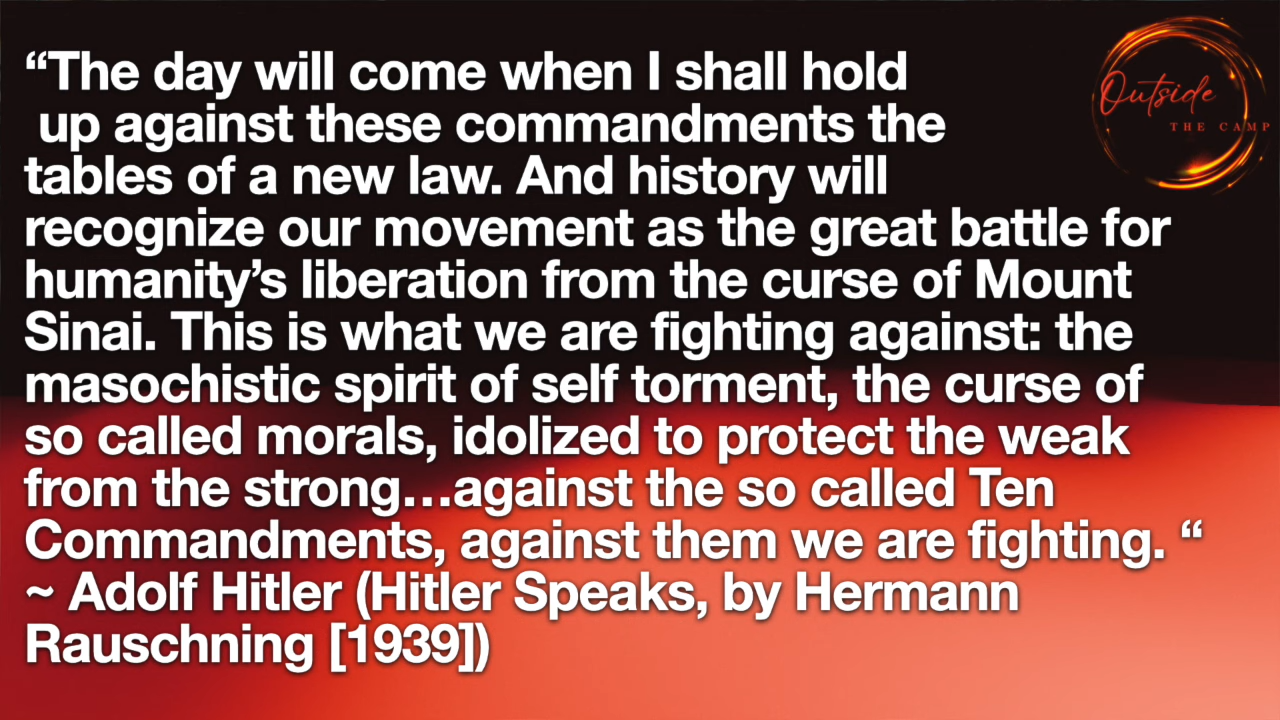 “The day will come when I shall hold
up against these commandments the
tables of a new law. And history will
recognize our movement as the great battle for
humanity’s liberation from the curse of Mount
Sinai. This is what we are fighting against: the
masochistic spirit of self torment, the curse of
so called morals, idolized to protect the weak
from the strong…against the so called Ten
Commandments, against them we are fighting. “
~ Adolf Hitler (Hitler Speaks, by Hermann
Rauschning [1939])
Outside
THE CAMP